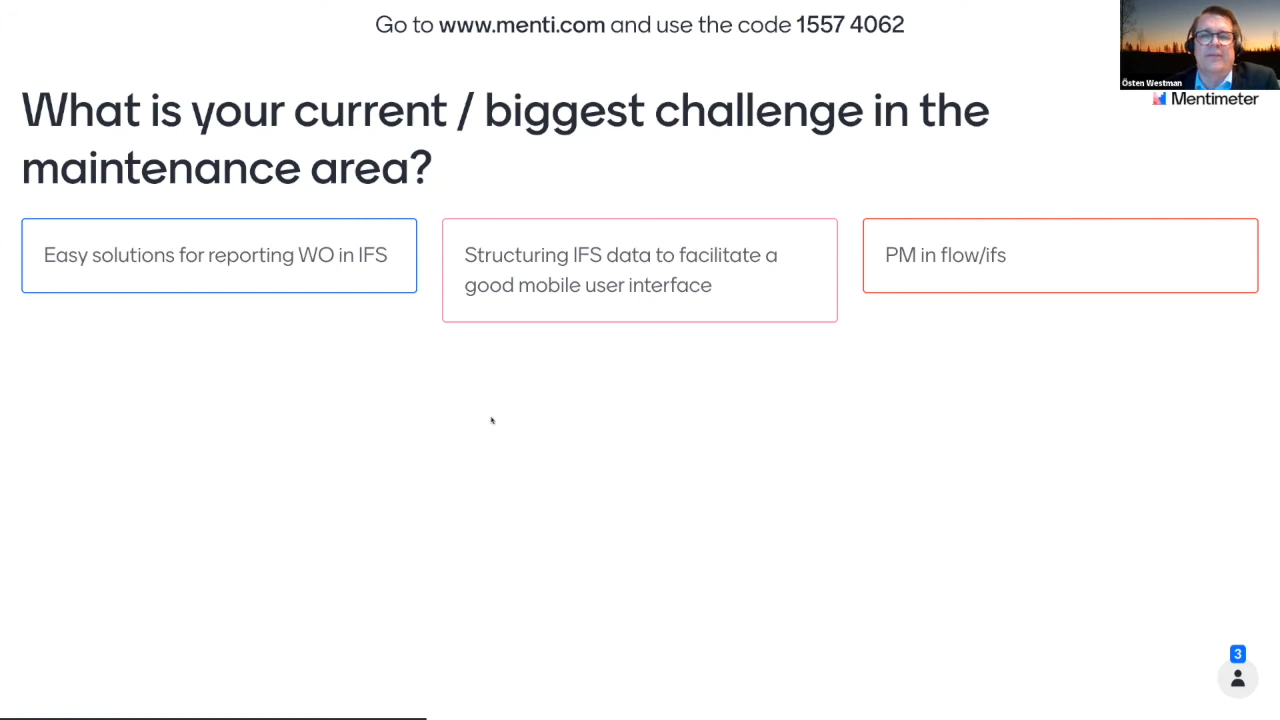 Go to www.menti.com and use the code 1557 4062
Östen Westman
Mentimeter
What is your current / biggest challenge in the
maintenance area?
Easy solutions for reporting WO in IFS
Structuring IFS data to facilitate a
good mobile user interface
PM in flow/ifs
3